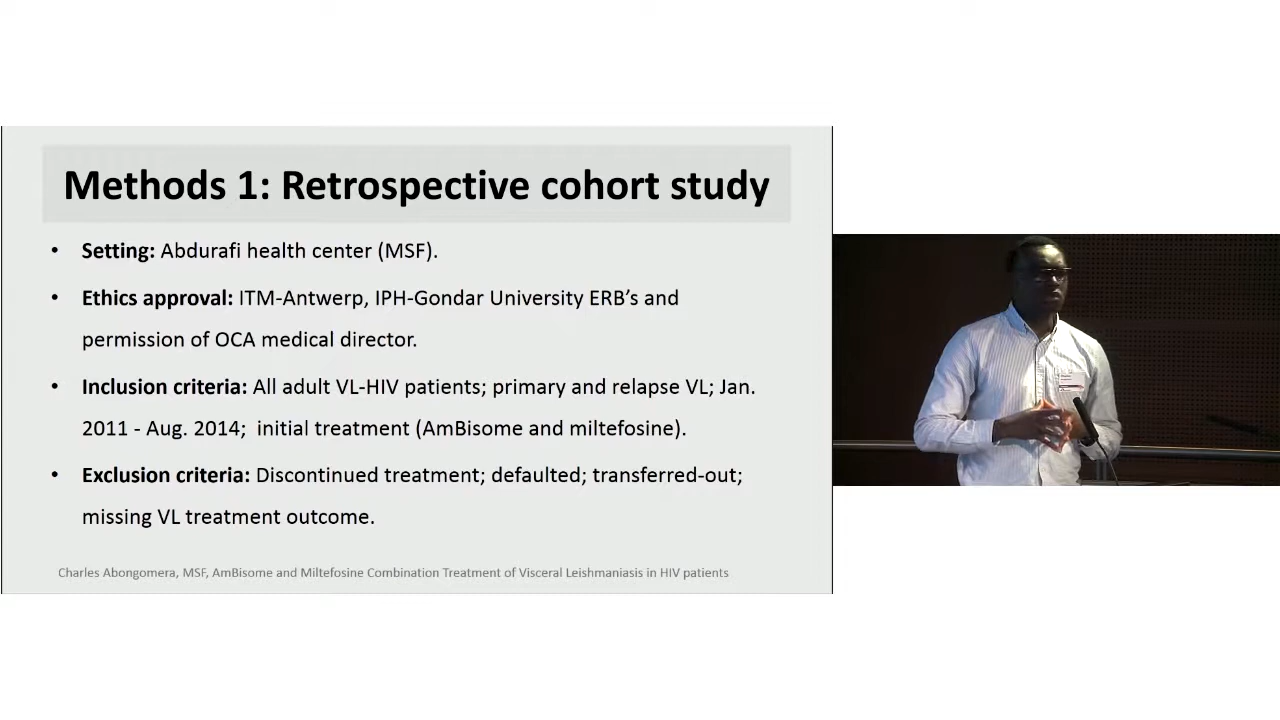 Methods 1: Retrospective cohort study
• Setting: Abdurafi health center (MSF).
• Ethics approval: ITM-Antwerp, IPH-Gondar University ERB's and
permission of OCA medical director.
• Inclusion criteria: All adult VL-HIV patients; primary and relapse VL; Jan.
2011 - Aug. 2014;  initial treatment (AmBisome and miltefosine).
• Exclusion criteria: Discontinued treatment; defaulted; transferred-out;
missing VL treatment outcome.
Charles Abongomera, MSF, AmBisome and Miltefosine Combination Treatment of Visceral Leishmaniasis in HIV patients